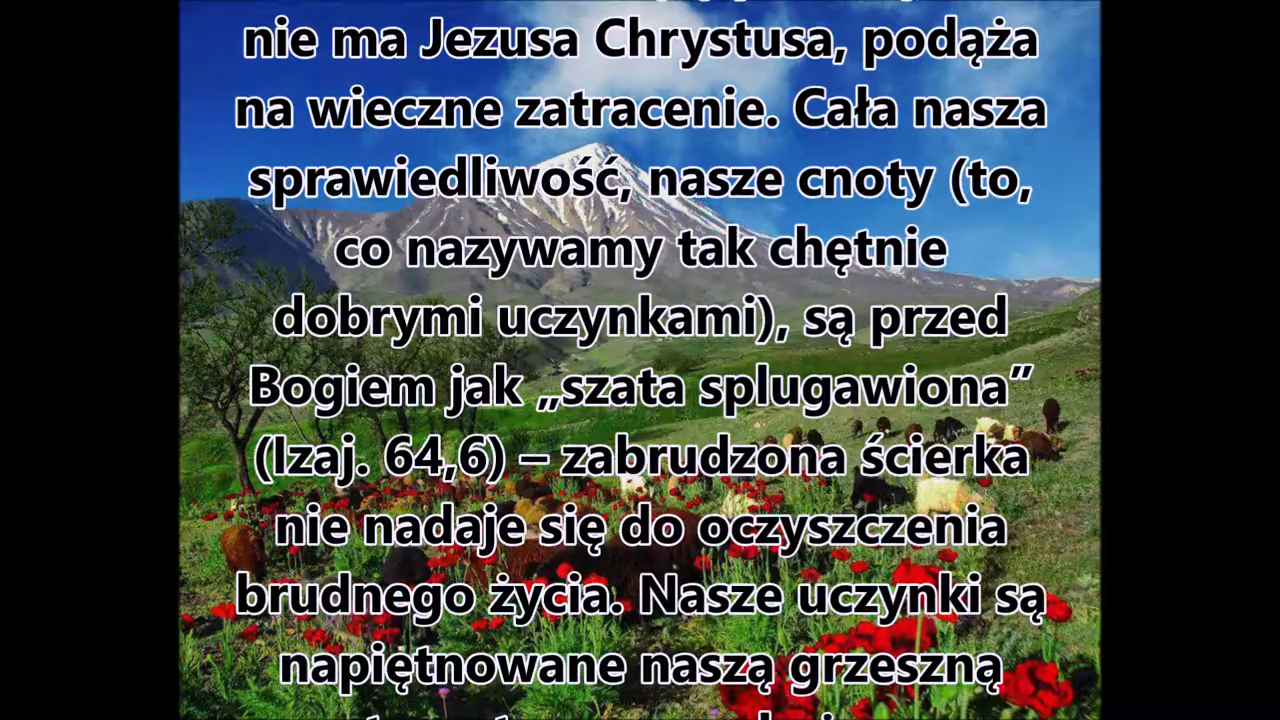 nie ma Jezusa Chrystusa, podąża
na wieczne zatracenie. Cała nasza
sprawiedliwość, nasze cnoty (to,
co nazywamy tak chętnie
dobrymi uczynkami), są przed
Bogiem jak „szata splugawiona”
(Izaj. 64,6) – zabrudzona ścierka
nie nadaje się do oczyszczenia
brudnego życia. Nasze uczynki są
napiętnowane naszą grzeszną